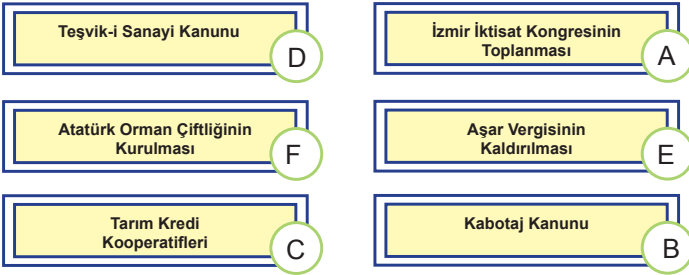 Teşvik-i Sanayi Kanunu
D
İzmir İktisat Kongresinin
Toplanması
A
Atatürk Orman Çiftliğinin
Kurulması
F
Aşar Vergisinin
Kaldırılması
E
Tarım Kredi
Kooperatifleri
C
Kabotaj Kanunu
B